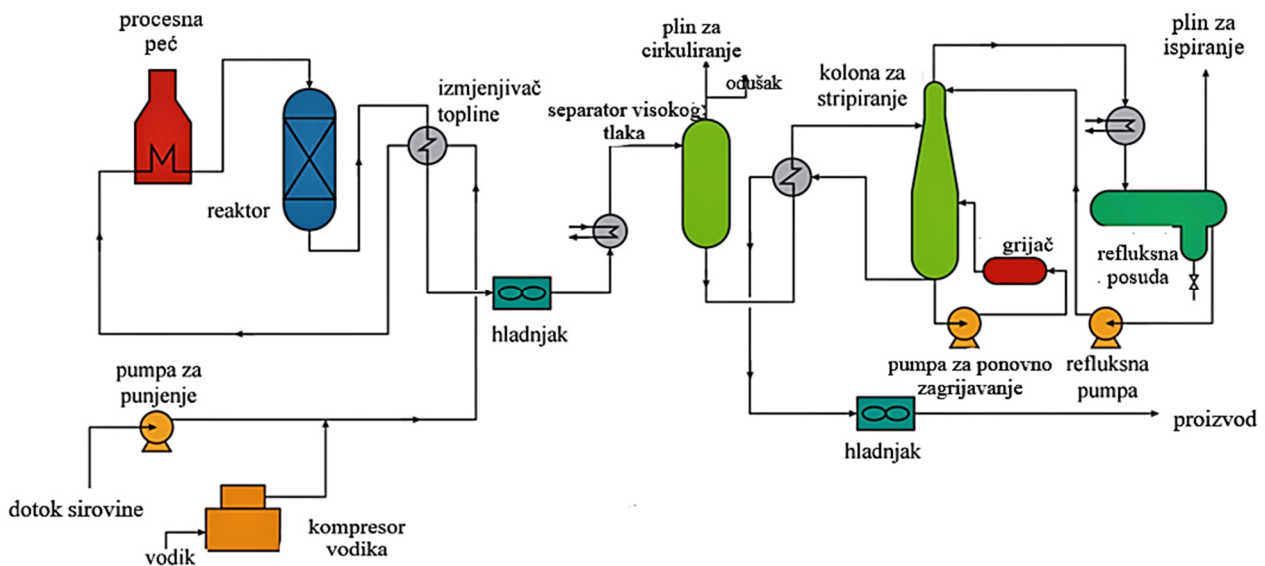 procesna
peć
reaktor
izmjenjivač
topline
hladnjak
pumpa za
punjenje
dotok sirovine
vodik
kompresor
vodika
plin za
cirkuliranje
odušak
separator visokog
tlaka
kolona za
stripiranje
grijač
pumpa za ponovno
zagrijavanje
refluksna
pumpa
refluksna
posuda
plin za
ispiranje
hladnjak
proizvod